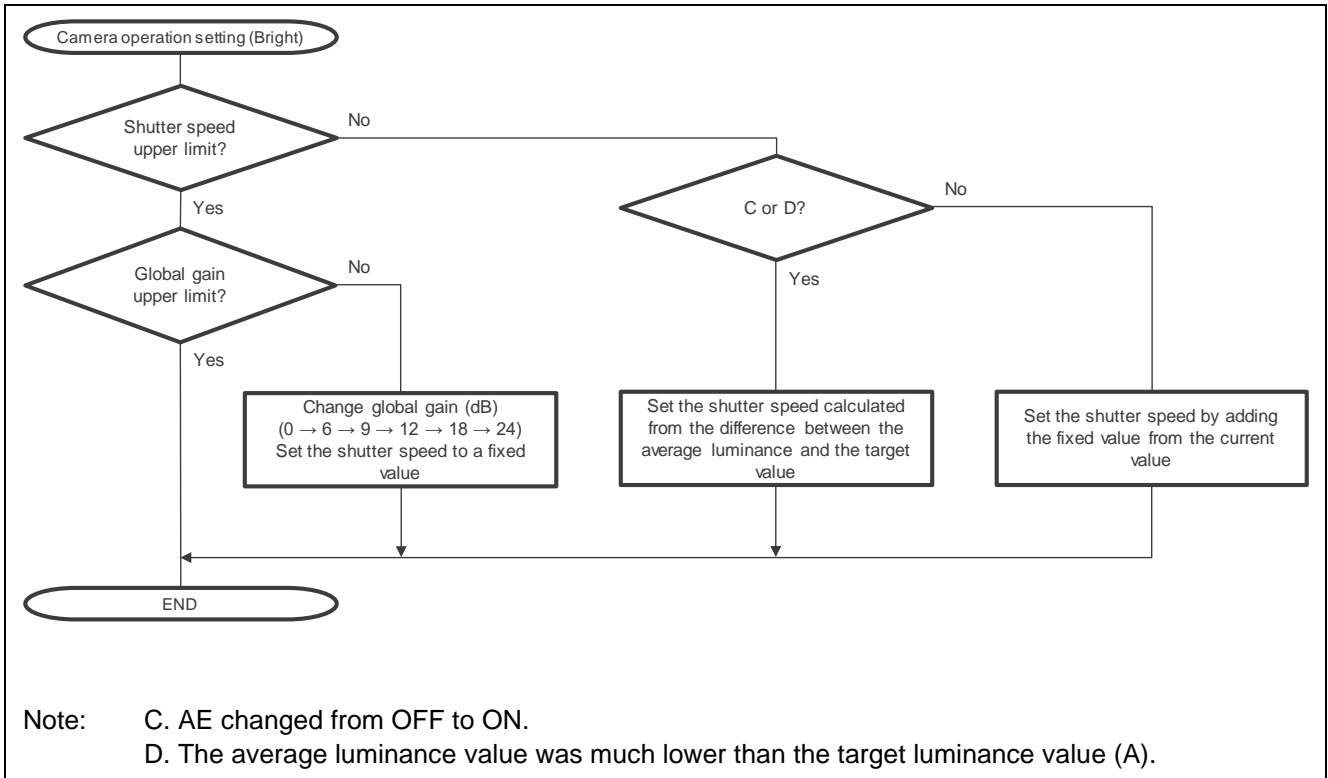 Camera operation setting (Bright)
Shutter speed
upper limit?
No
Yes
C or D?
No
Yes
Global gain
upper limit?
No
Yes
Change global gain (dB)
(0 → 6 → 9 → 12 → 18 → 24)
Set the shutter speed to a fixed
value
Set the shutter speed calculated
from the difference between the
average luminance and the target
value
Set the shutter speed by adding
the fixed value from the current
value
END
Note: C. AE changed from OFF to ON.
D. The average luminance value was much lower than the target luminance value (A).